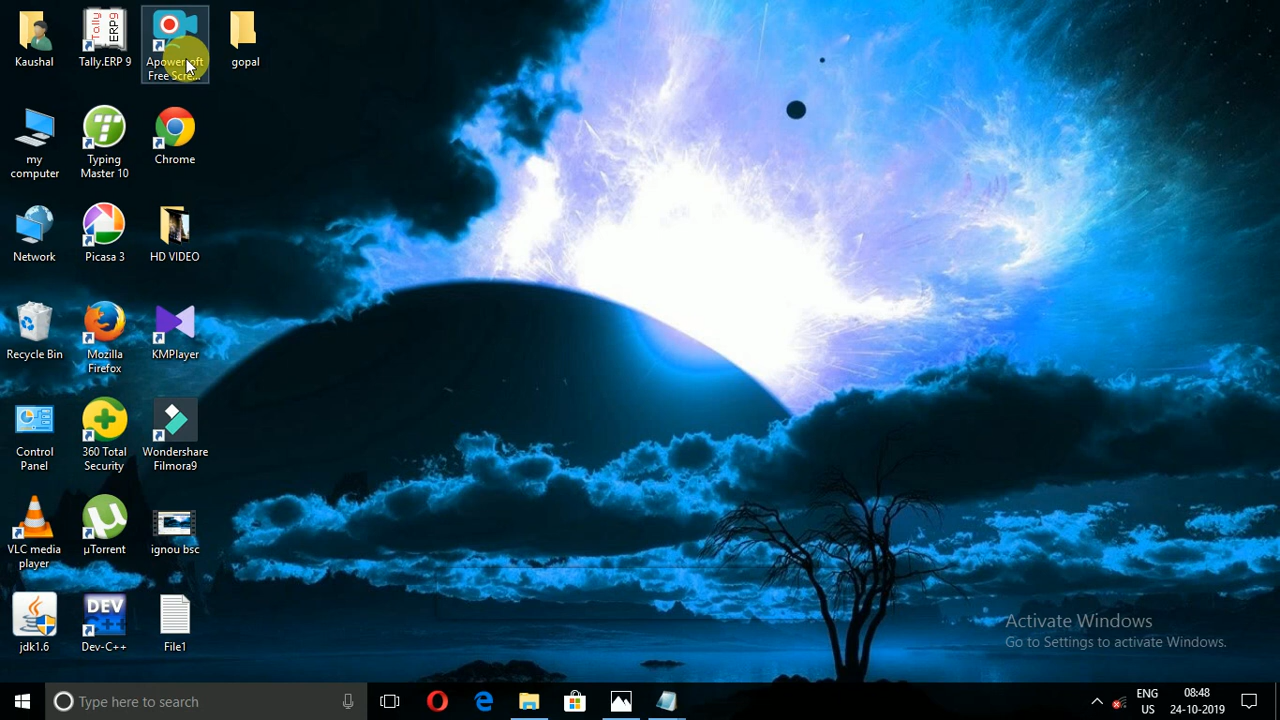 Kaushal
Tally.ERP 9
Apowersoft
Free Scre...
gopal
my
computer
Typing
Master 10
Chrome
Network
Picasa 3
HD VIDEO
Recycle Bin
Mozilla
Firefox
KMPlayer
Control
Panel
360 Total
Security
Wondershare
Filmora9
VLC media
player
µTorrent
ignou bsc
jdk1.6
DEV
C++
Dev-C++
File1
Activate Windows
Go to Settings to activate Windows.
Type here to search
ENG
US
08:48
24-10-2019
Tally
ERP9